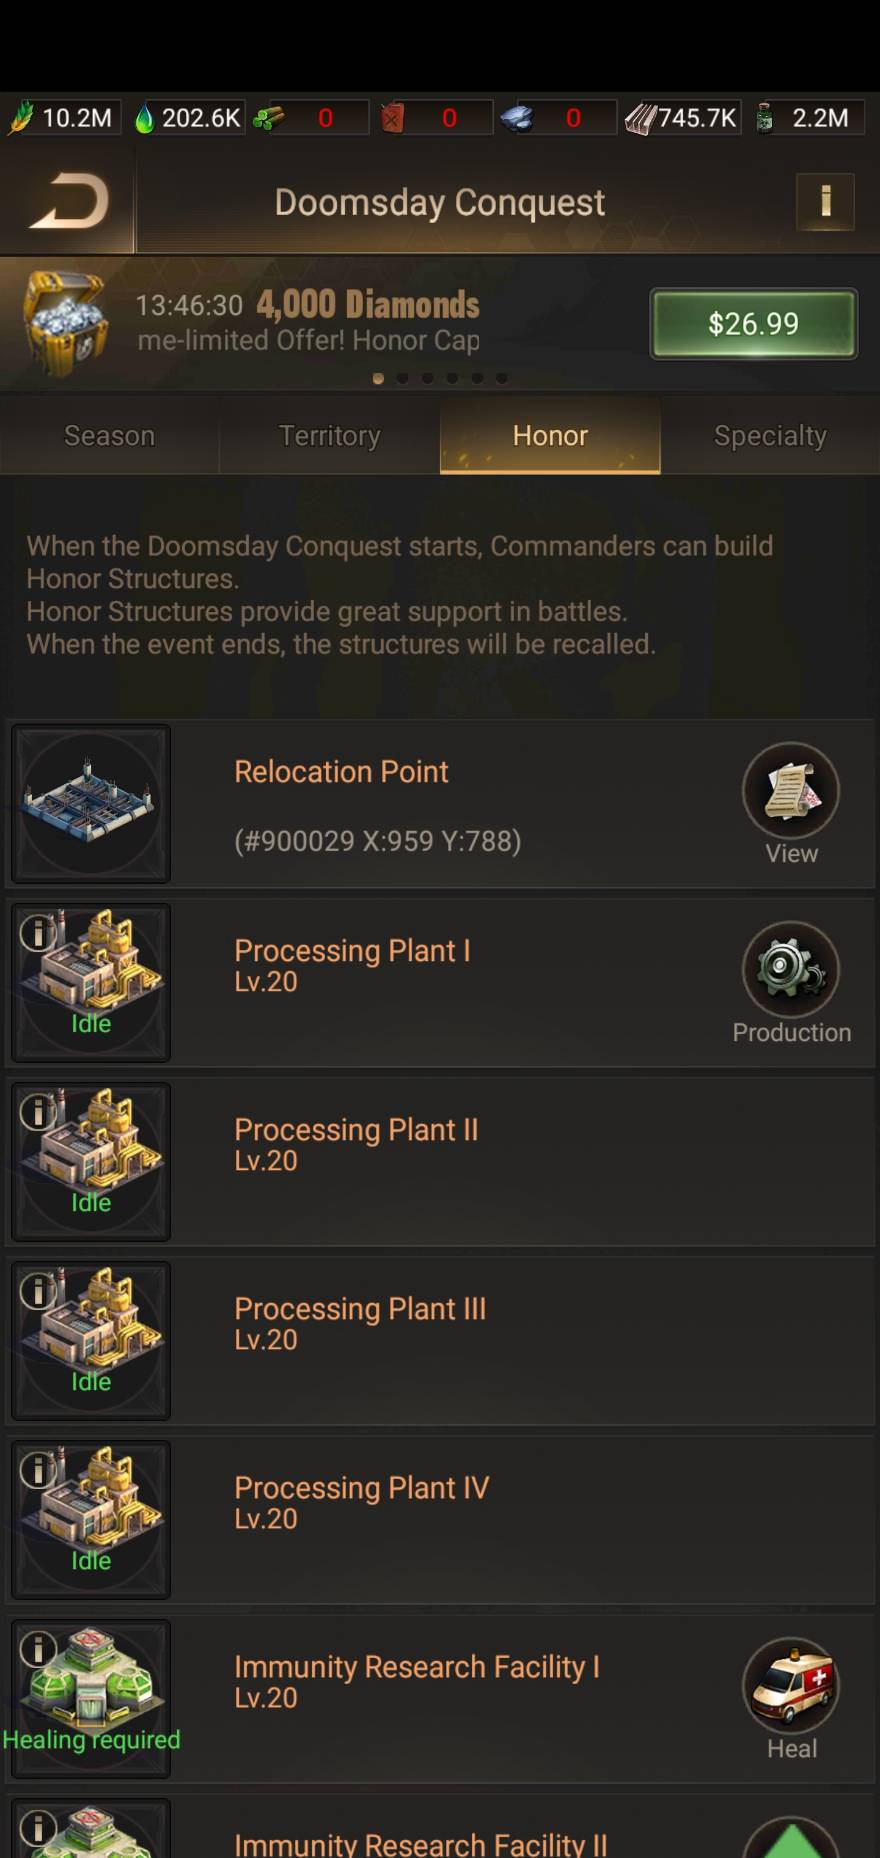 10.2M 202.6K 0 0 0 745.7K 2.2M
Doomsday Conquest
13:46:30 4,000 Diamonds
me-limited Offer! Honor Cap
$26.99
Season Territory Honor Specialty
When the Doomsday Conquest starts, Commanders can build
Honor Structures.
Honor Structures provide great support in battles.
When the event ends, the structures will be recalled.
Relocation Point
(#900029 X:959 Y:788)
View
Processing Plant I
Lv.20
Idle
Production
Processing Plant II
Lv.20
Idle
Processing Plant III
Lv.20
Idle
Processing Plant IV
Lv.20
Idle
Immunity Research Facility I
Lv.20
Healing required
Heal
Immunity Research Facility II